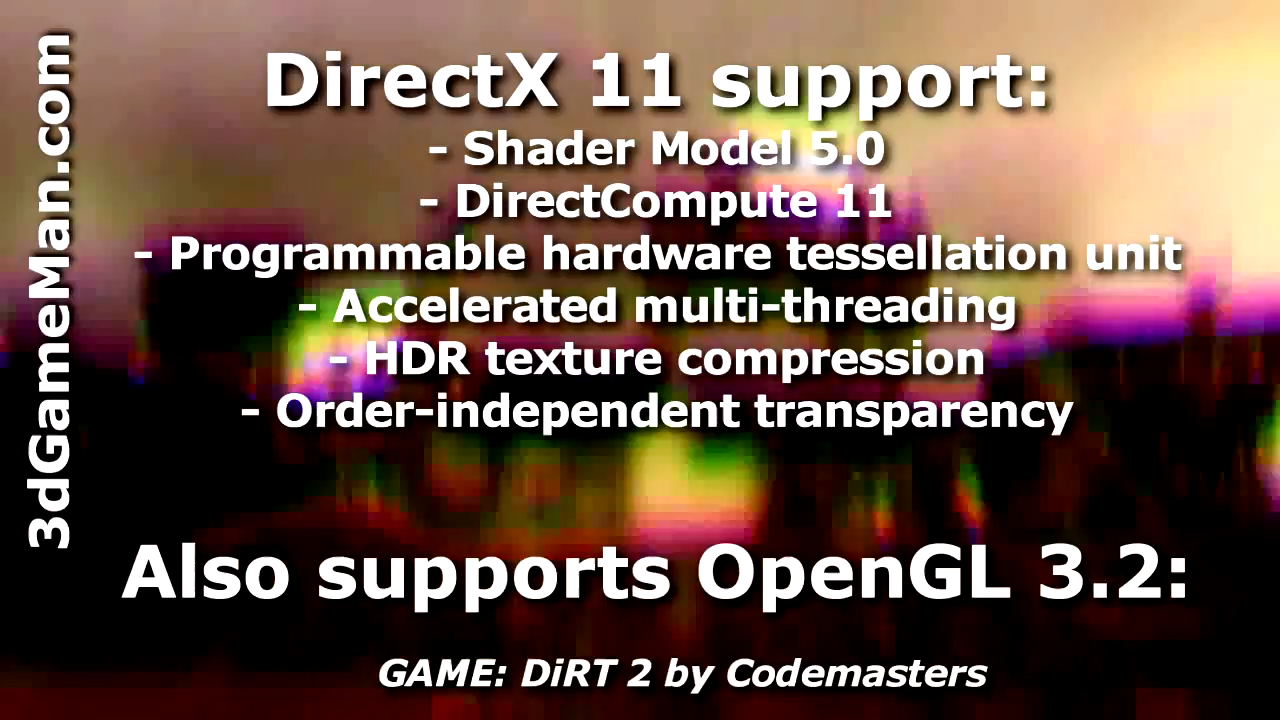 3dGameMan.com
DirectX 11 support:
- Shader Model 5.0
- DirectCompute 11
- Programmable hardware tessellation unit
- Accelerated multi-threading
- HDR texture compression
- Order-independent transparency
Also supports OpenGL 3.2:
GAME: DiRT 2 by Codemasters